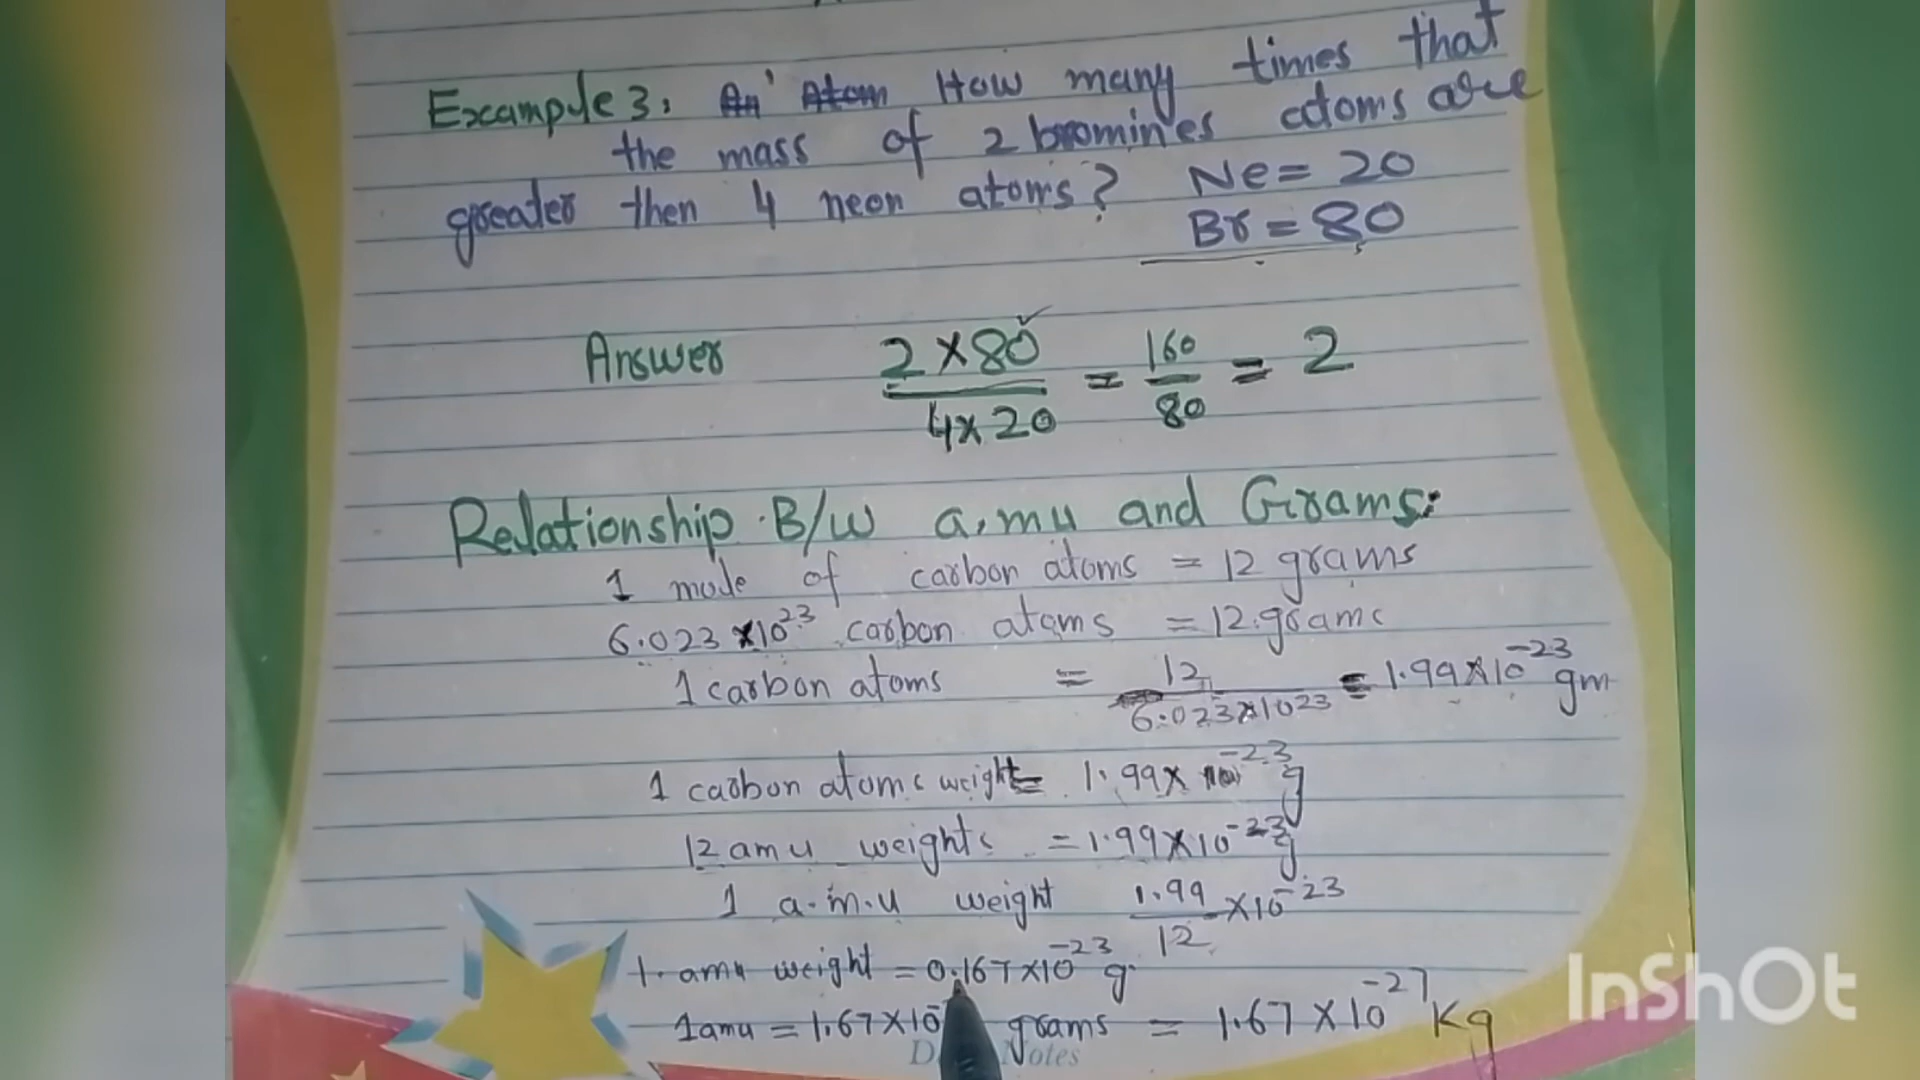 Example 3: An Atom How many times that
the mass of 2 bromines atoms are
greater then 4 neon atoms? Ne = 20
Br = 80
Answer 2×80/4×20 = 160/80 = 2
Relationship B/w a.mu and Grams:
1 mole of carbon atoms = 12 grams
6.023 ×10²³ carbon atoms = 12 grams
1 carbon atoms = 12/6.023×10²³ = 1.99×10⁻²³ gm
1 carbon atoms weight = 1.99× 10⁻²³ g
12 amu weights = 1.99×10⁻²³ g
1 a.m.u weight 1.99/12 ×10⁻²³
1 amu weight = 0.167×10⁻²³ g.
1amu = 1.67×10 grams = 1.67 ×10⁻²⁷ Kg
Notes
InShOt